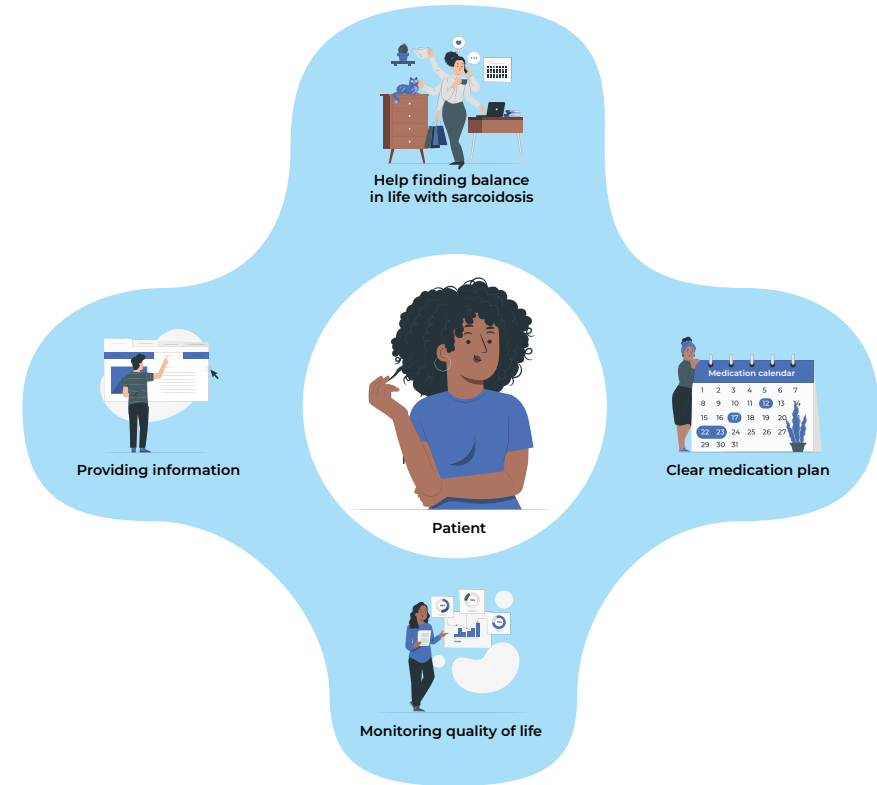 Help finding balance
in life with sarcoidosis
Medication calendar
1 2 3 4 5 6 7
8 9 10 11 12 13 14
15 16 17 18 19 20
22 23 24 25 26 27
29 30 31
Providing information
Clear medication plan
Patient
Monitoring quality of life